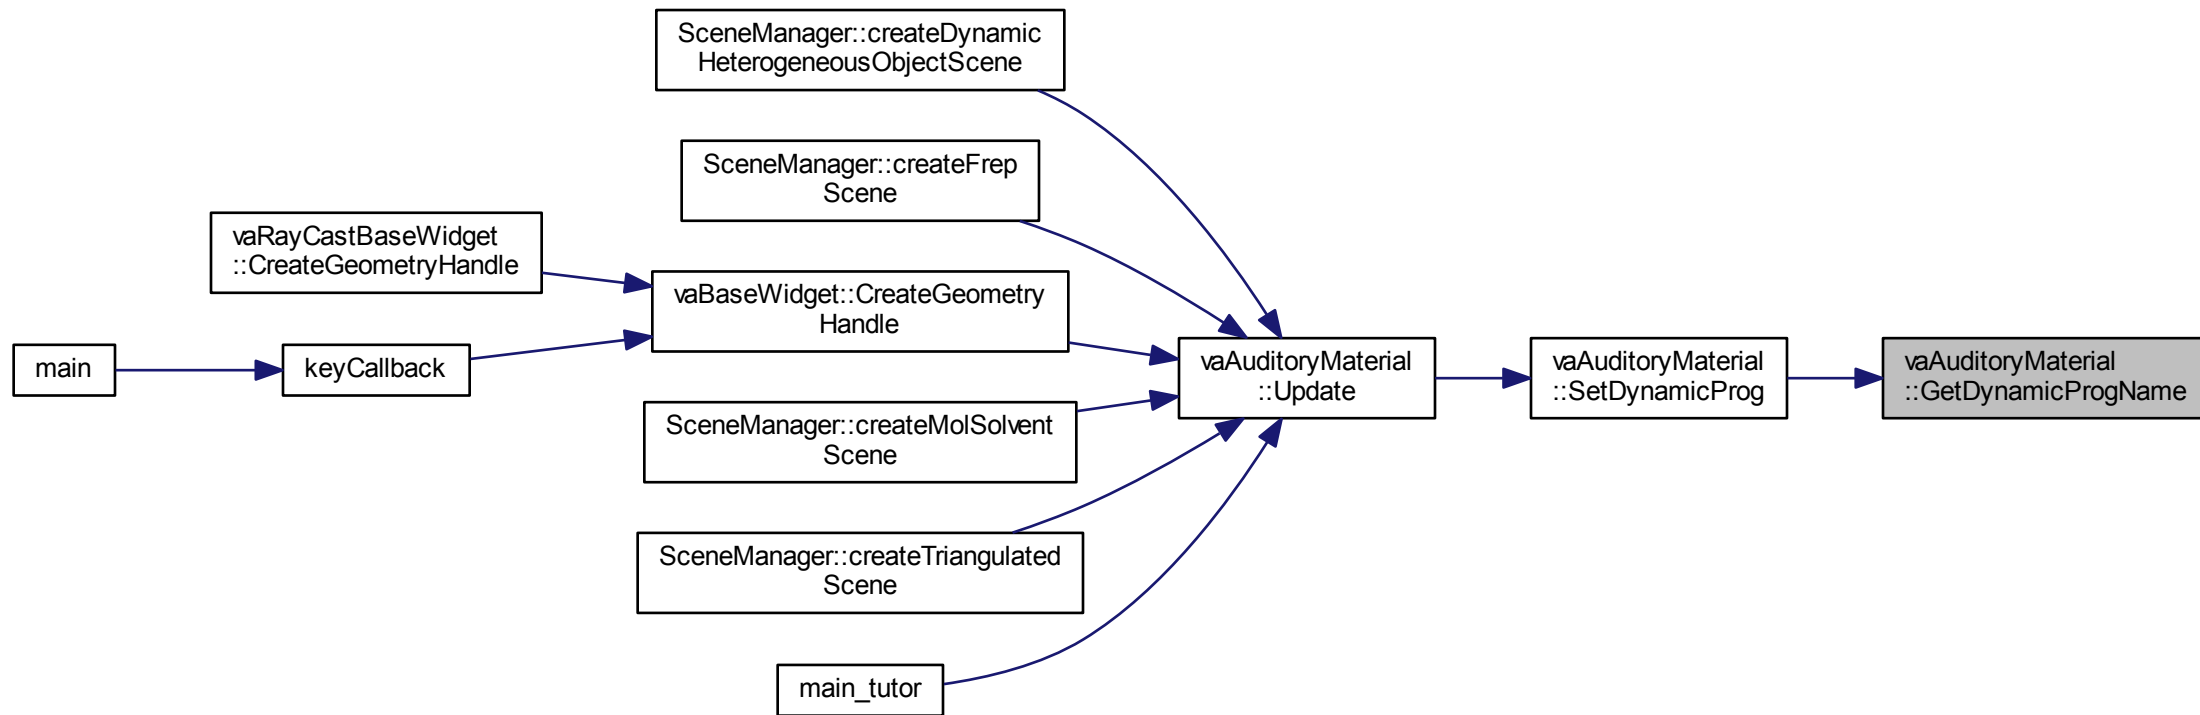 SceneManager::createDynamic
HeterogeneousObjectScene
SceneManager::createFrep
Scene
vaRayCastBaseWidget
::CreateGeometryHandle
vaBaseWidget::CreateGeometry
Handle
main
keyCallback
vaAuditoryMaterial
::Update
vaAuditoryMaterial
::SetDynamicProg
vaAuditoryMaterial
::GetDynamicProgName
SceneManager::createMolSolvent
Scene
SceneManager::createTriangulated
Scene
main_tutor